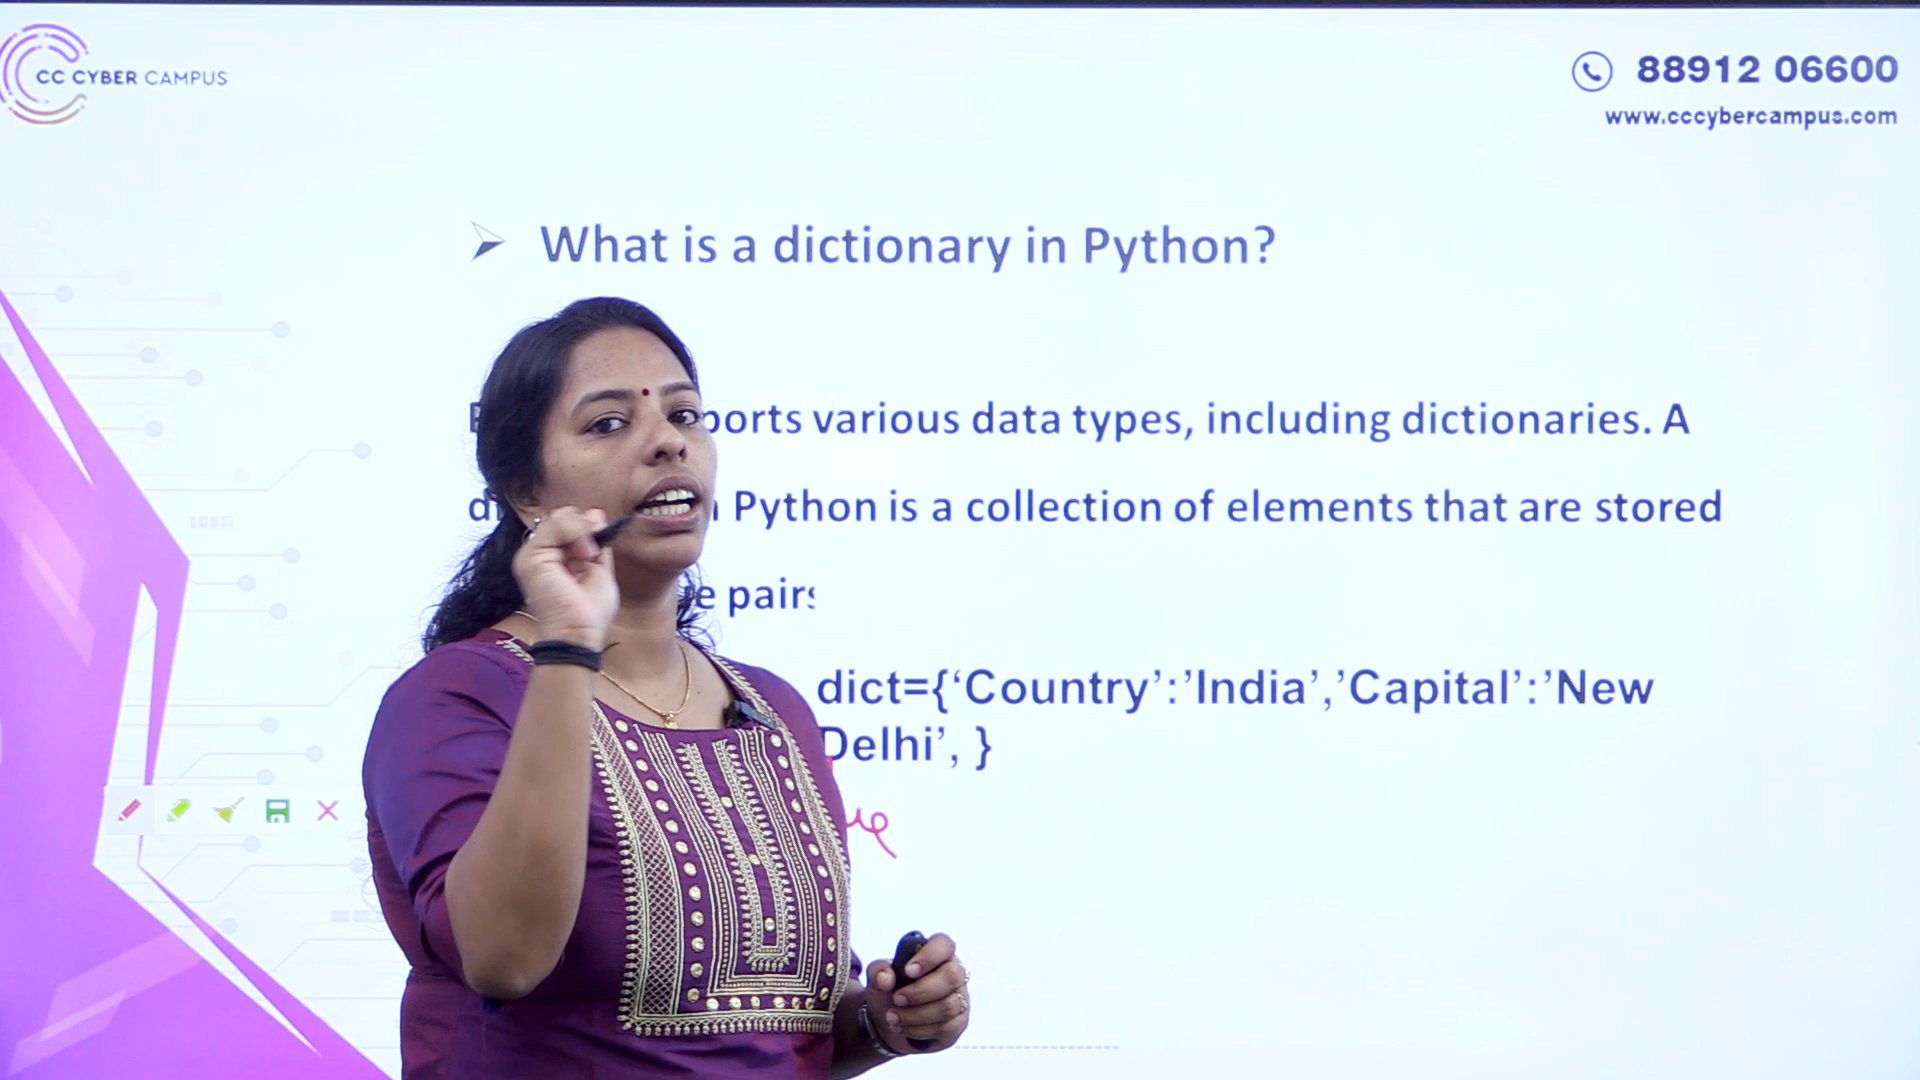 CC CYBER CAMPUS
88912 06600
www.cccybercampus.com
What is a dictionary in Python?
various data types, including dictionaries. A
Python is a collection of elements that are stored
pairs
dict={‘Country’:’India’,’Capital’:’New
Delhi’, }